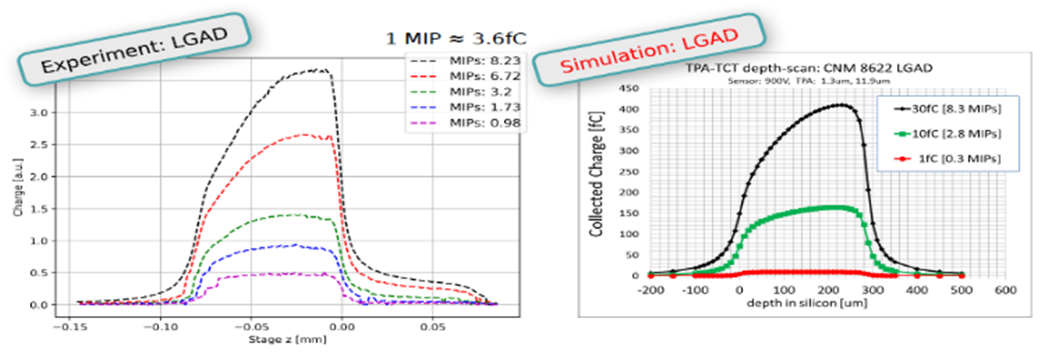 Experiment: LGAD
1 MIP ≈ 3.6fC
MIPs: 8.23
MIPs: 6.72
MIPs: 3.2
MIPs: 1.73
MIPs: 0.98
Charge [a.u.]
3.0
2.5
2.0
1.5
1.0
0.5
0.0
−0.15
−0.10
−0.05
0.00
0.05
Stage z [mm]
Simulation: LGAD
TPA-TCT depth-scan: CNM 8622 LGAD
Sensor: 900V, TPA: 1.3um, 11.9um
Collected Charge [fC]
450
400
350
300
250
200
150
100
50
0
30fC [8.3 MIPs]
10fC [2.8 MIPs]
1fC [0.3 MIPs]
-200
-100
0
100
200
300
400
500
600
depth in silicon [um]